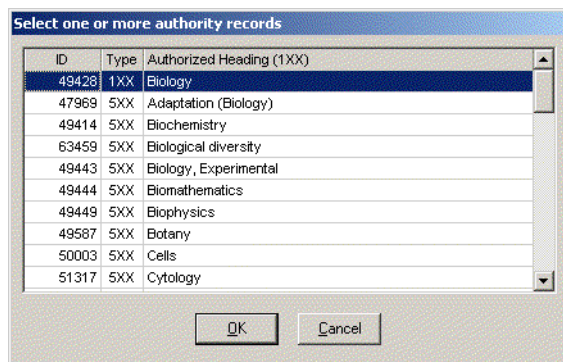 Select one or more authority records
ID Type Authorized Heading (1XX)
49428 1XX Biology
47969 5XX Adaptation (Biology)
49414 5XX Biochemistry
63459 5XX Biological diversity
49443 5XX Biology, Experimental
49444 5XX Biomathematics
49449 5XX Biophysics
49587 5XX Botany
50003 5XX Cells
51317 5XX Cytology
OK Cancel